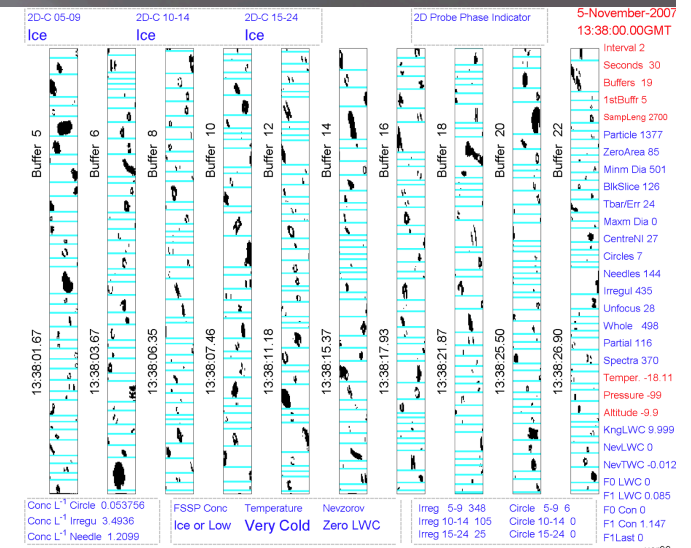 2D-C 05-09 2D-C 10-14 2D-C 15-24 2D Probe Phase Indicator
Ice Ice Ice
5-November-2007
13:38:00.00GMT
Interval 2
Seconds 30
Buffers 19
1stBuffr 5
SampLeng 2700
Particle 1377
ZeroArea 85
Minm Dia 501
BlkSlice 126
Tbar/Err 24
Maxm Dia 0
CentreNI 27
Circles 7
Needles 144
Irregul 435
Unfocus 28
Whole 498
Partial 116
Spectra 370
Temper. -18.11
Pressure -99
Altitude -9.9
KngLWC 9.999
NevLWC 0
NevTWC -0.012
F0 LWC 0
F1 LWC 0.085
F0 Con 0
F1 Con 1.147
F1Last 0
13:38:01.67 Buffer 5
13:38:03.67 Buffer 6
13:38:06.35 Buffer 8
13:38:07.46 Buffer 10
13:38:11.18 Buffer 12
13:38:15.37 Buffer 14
13:38:17.93 Buffer 16
13:38:21.87 Buffer 18
13:38:25.50 Buffer 20
13:38:26.90 Buffer 22
Conc L-1 Circle 0.053756
Conc L-1 Irregu 3.4936
Conc L-1 Needle 1.2099
FSSP Conc Temperature Nevzorov
Ice or Low Very Cold Zero LWC
Irreg 5-9 348 Circle 5-9 6
Irreg 10-14 105 Circle 10-14 0
Irreg 15-24 25 Circle 15-24 0